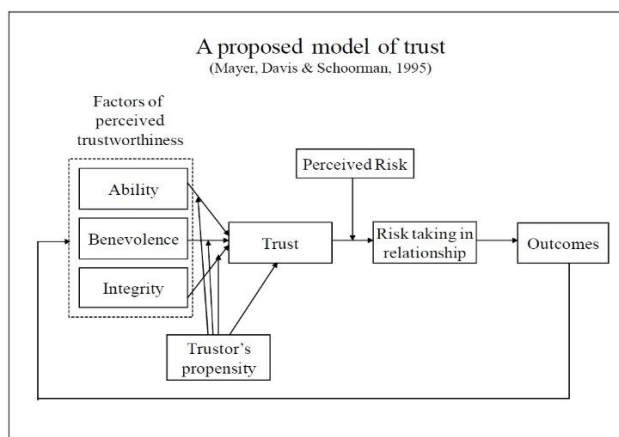 A proposed model of trust
(Mayer, Davis & Schoorman, 1995)
Factors of
perceived
trustworthiness
Ability
Benevolence
Integrity
Trustor's
propensity
Trust
Perceived Risk
Risk taking in
relationship
Outcomes